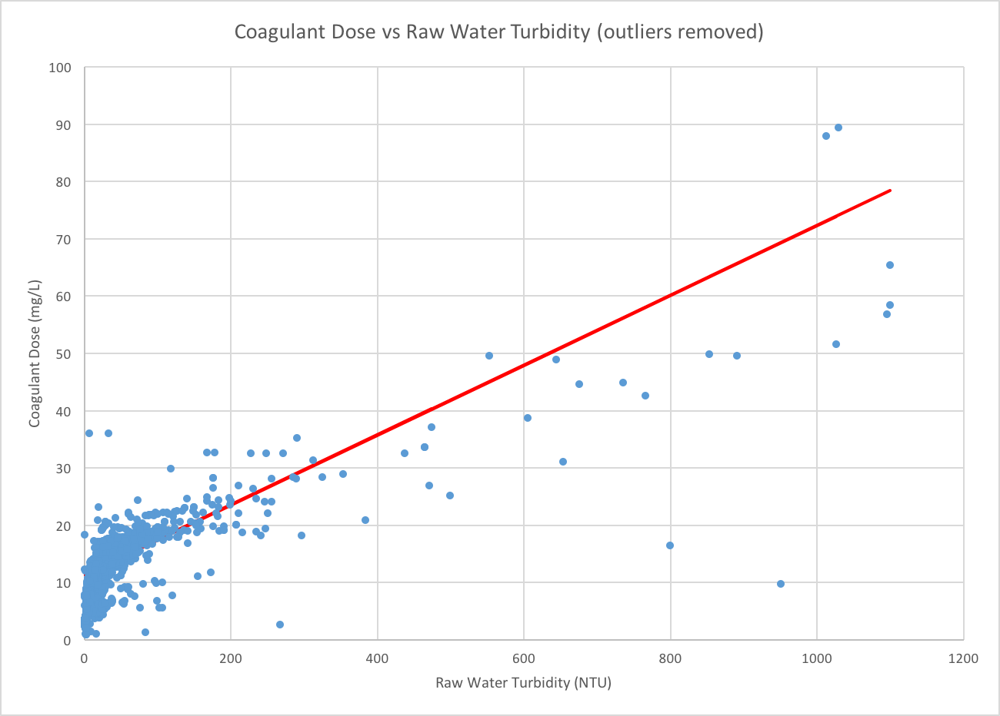 Coagulant Dose vs Raw Water Turbidity (outliers removed)
100
90
80
70
60
50
40
30
20
10
0
Coagulant Dose (mg/L)
0 200 400 600 800 1000 1200
Raw Water Turbidity (NTU)